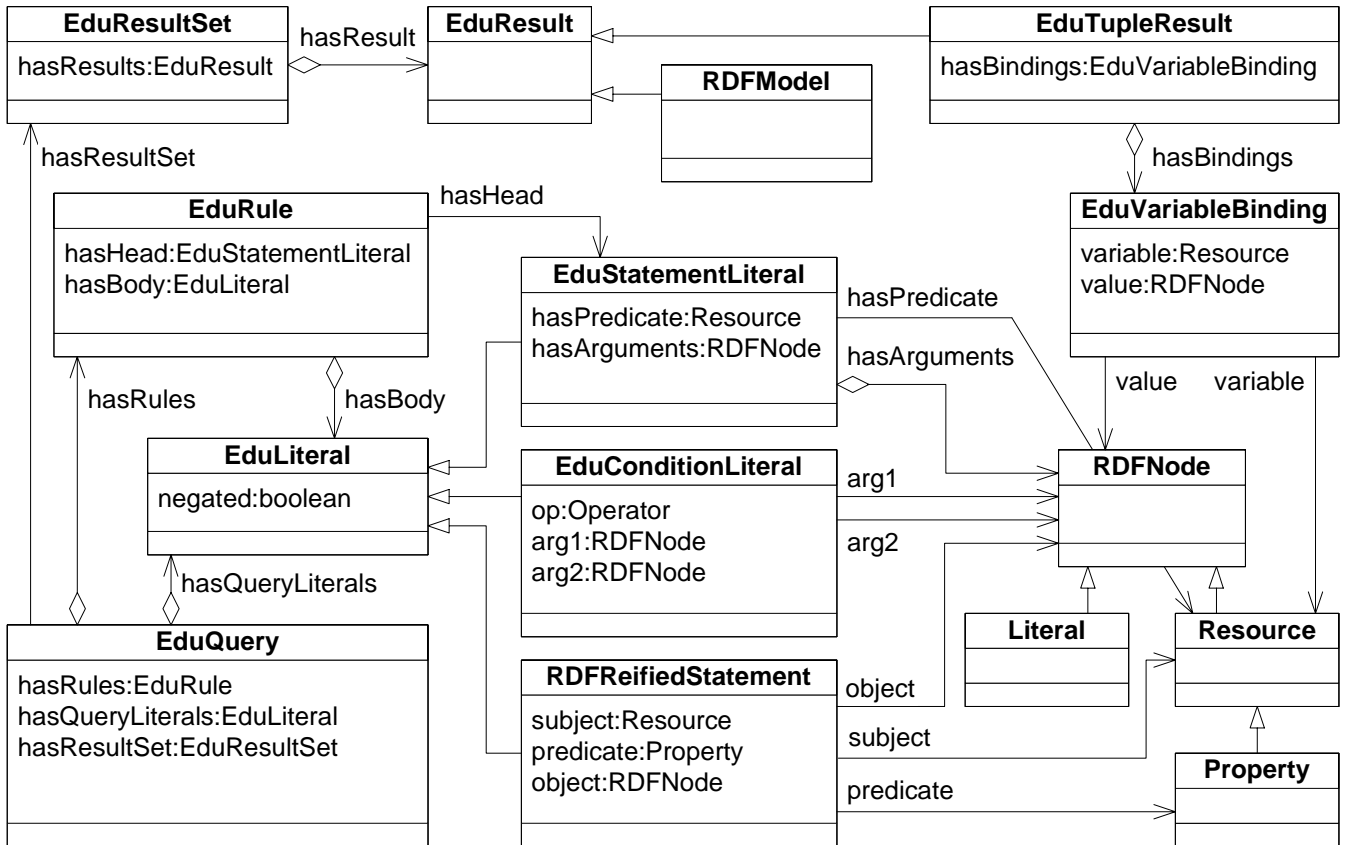 EduResultSet
hasResults:EduResult
hasResult
EduResult
EduTupleResult
hasBindings:EduVariableBinding
RDFModel
hasResultSet
hasBindings
EduRule
hasHead:EduStatementLiteral
hasBody:EduLiteral
hasHead
EduVariableBinding
variable:Resource
value:RDFNode
EduStatementLiteral
hasPredicate:Resource
hasArguments:RDFNode
hasPredicate
hasArguments
value
variable
hasRules
hasBody
EduLiteral
negated:boolean
EduConditionLiteral
op:Operator
arg1:RDFNode
arg2:RDFNode
arg1
arg2
RDFNode
hasQueryLiterals
EduQuery
hasRules:EduRule
hasQueryLiterals:EduLiteral
hasResultSet:EduResultSet
Literal
Resource
RDFReifiedStatement
subject:Resource
predicate:Property
object:RDFNode
object
subject
predicate
Property